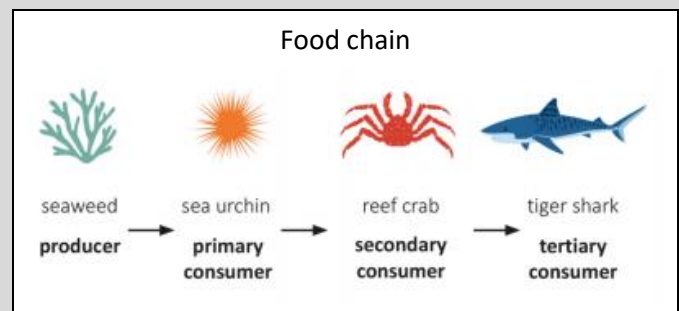 Food chain
seaweed
sea urchin
reef crab
tiger shark
producer
primary
consumer
secondary
consumer
tertiary
consumer